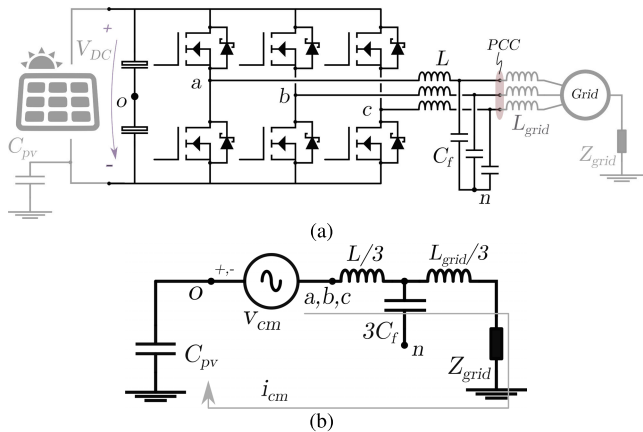 +
V_DC
o
-
C_pv
a
b
c
L
PCC
L_grid
Grid
Z_grid
C_f
n
(a)
o
+,-
v_cm
a,b,c
L/3
L_grid/3
3C_f
n
C_pv
Z_grid
i_cm
(b)